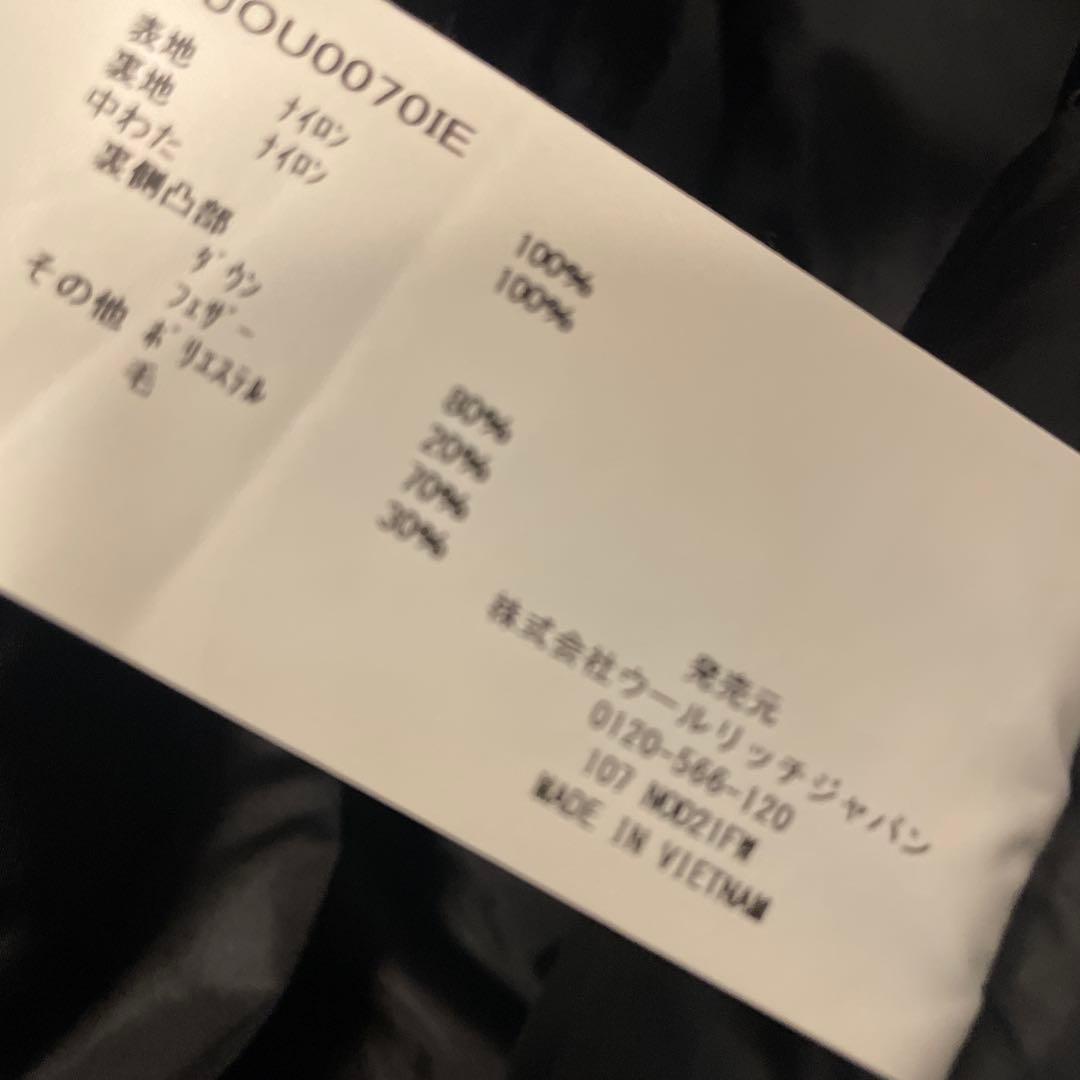 OU0070IE
表地 ﾅｲﾛﾝ 100%
裏地 ﾅｲﾛﾝ 100%
中わた
裏側凸部
ﾀﾞｳﾝ 80%
ﾌｪｻﾞｰ 20%
その他 ﾎﾟﾘｴｽﾃﾙ 70%
毛 30%
発売元
株式会社ウールリッチジャパン
0120-566-120
107 MOD21FW
MADE IN VIETNAM